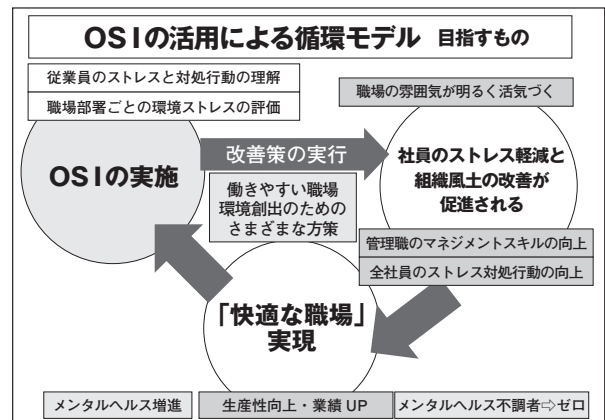 OSIの活用による循環モデル 目指すもの
従業員のストレスと対処行動の理解
職場部署ごとの環境ストレスの評価
OSIの実施
改善策の実行
働きやすい職場
環境創出のための
さまざまな方策
職場の雰囲気が明るく活気づく
社員のストレス軽減と
組織風土の改善が
促進される
管理職のマネジメントスキルの向上
全社員のストレス対処行動の向上
「快適な職場」
実現
メンタルヘルス増進
生産性向上・業績 UP
メンタルヘルス不調者⇨ゼロ